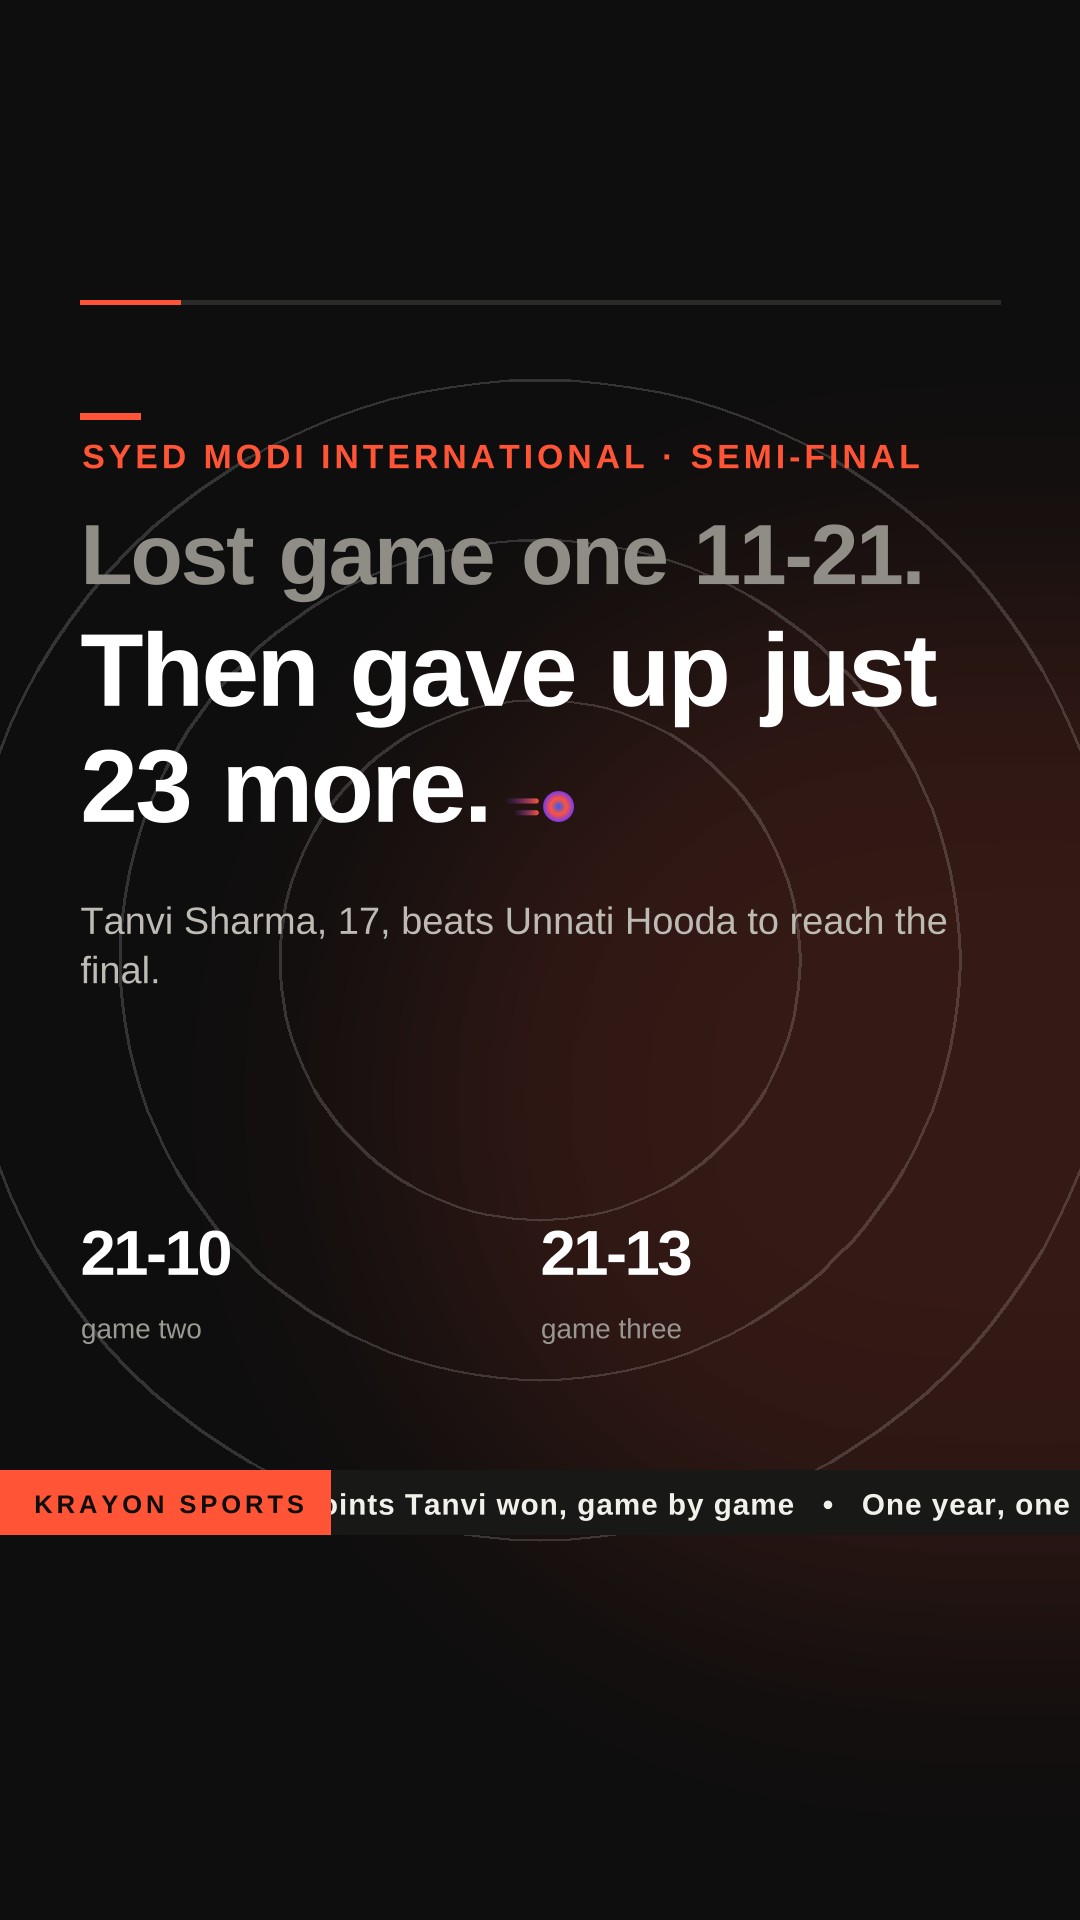 SYED MODI INTERNATIONAL · SEMI-FINAL
Lost game one 11-21.
Then gave up just
23 more.
Tanvi Sharma, 17, beats Unnati Hooda to reach the
final.
21-10
21-13
game two
game three
KRAYON SPORTS
Tanvi won, game by game • One year, one